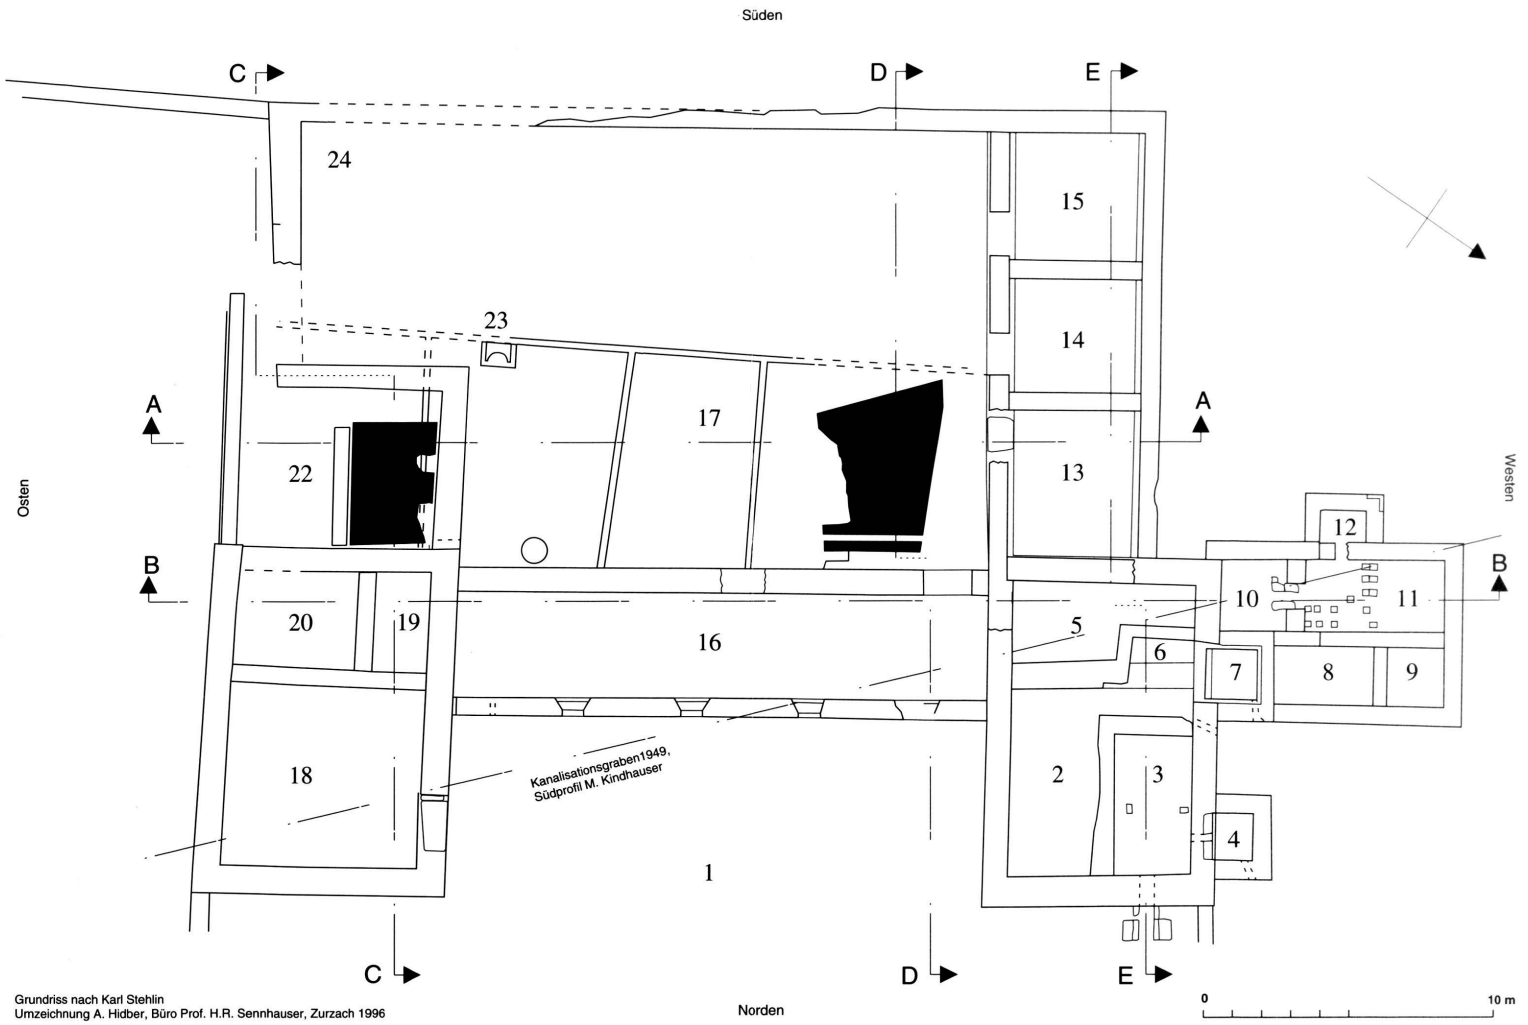 Süden
C
D
E
24
15
14
23
17
A
A
22
13
Osten
Westen
12
B
B
20
19
16
5
6
10
11
7
8
9
18
Kanalisationsgraben1949,
Südprofil M. Kindhauser
2
3
4
1
C
D
E
Grundriss nach Karl Stehlin
Umzeichnung A. Hidber, Büro Prof. H.R. Sennhauser, Zurzach 1996
Norden
0
10 m